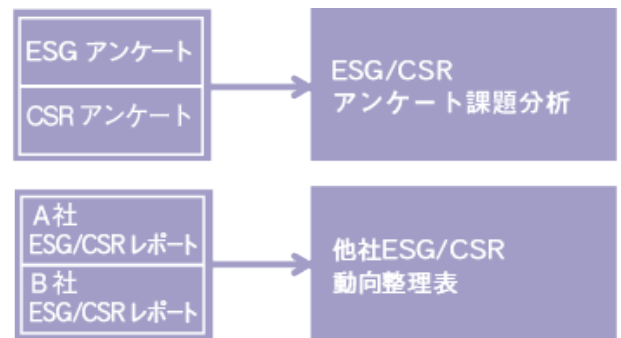 ESG アンケート
CSR アンケート
ESG/CSR
アンケート課題分析
A社
ESG/CSR レポート
B社
ESG/CSR レポート
他社ESG/CSR
動向整理表